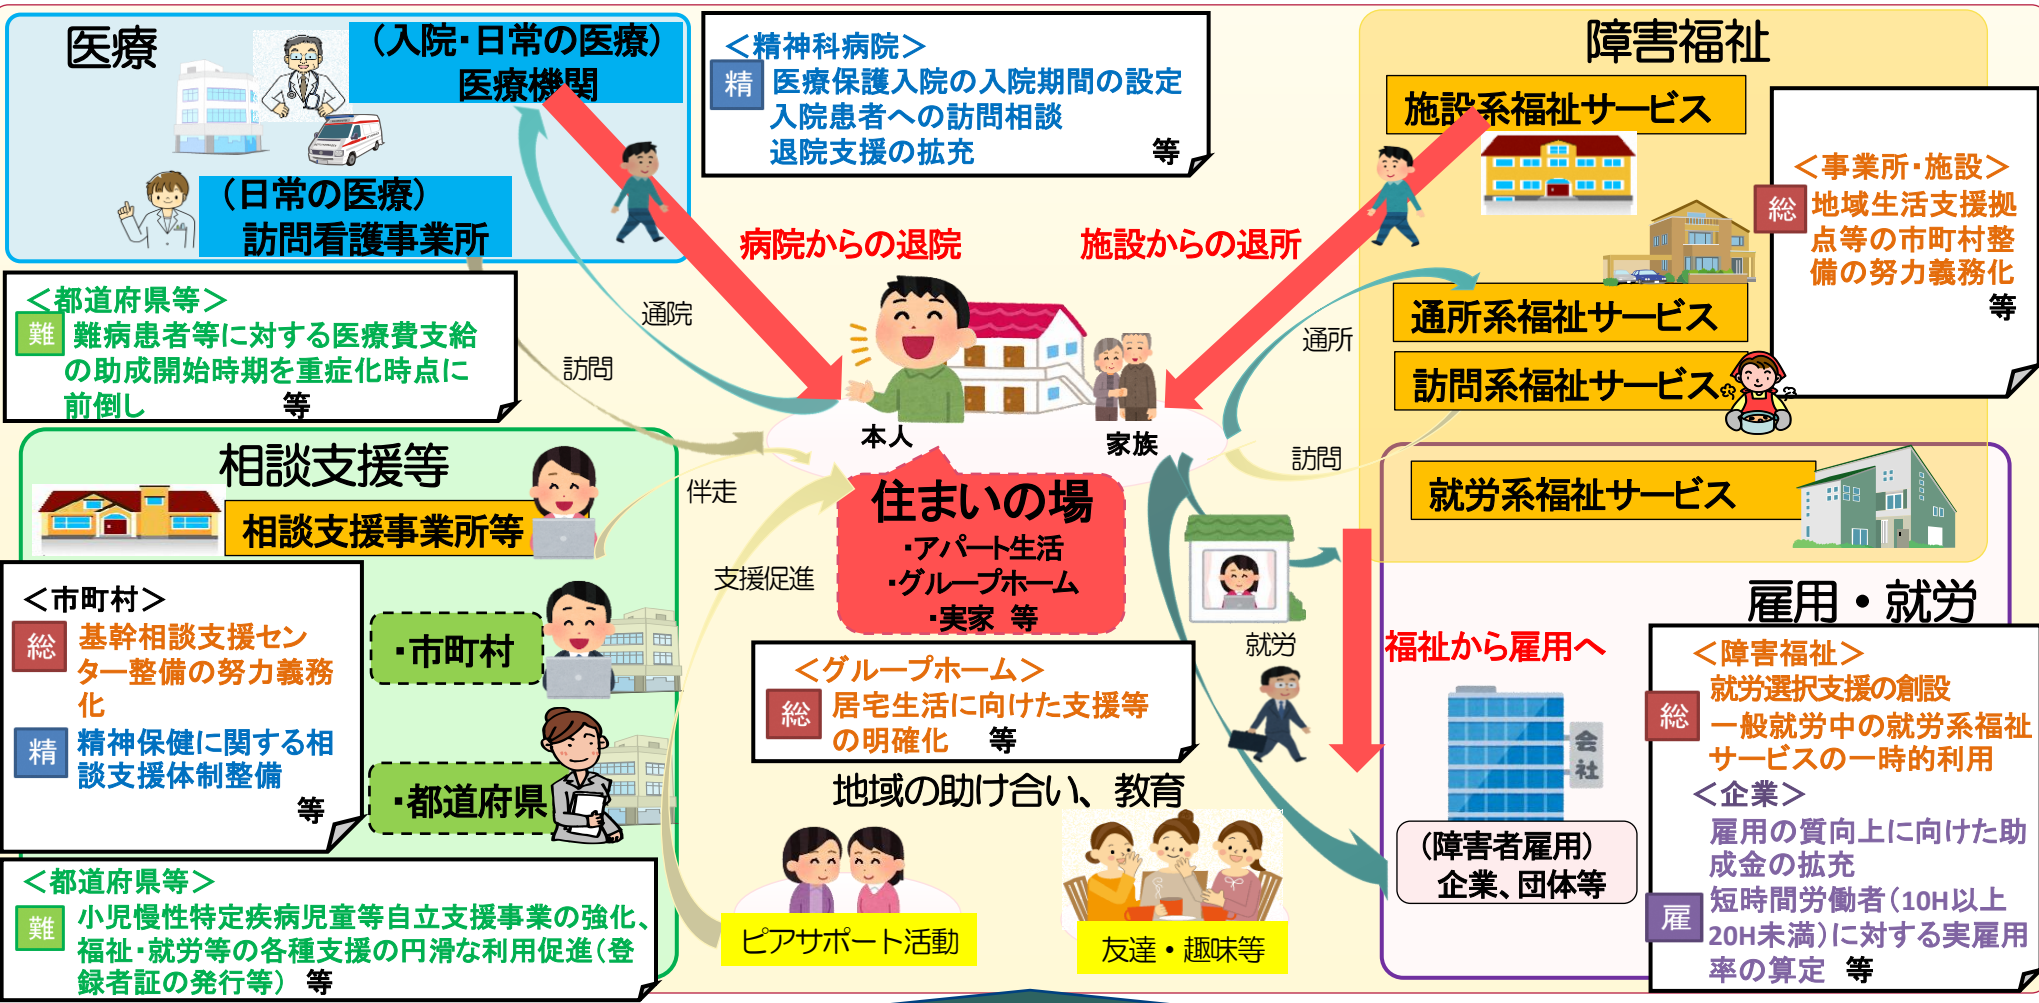 医療
（入院・日常の医療）
医療機関
（日常の医療）
訪問看護事業所
＜精神科病院＞
精
医療保護入院の入院期間の設定
入院患者への訪問相談
退院支援の拡充
等
障害福祉
施設系福祉サービス
通所系福祉サービス
訪問系福祉サービス
就労系福祉サービス
＜事業所・施設＞
総
地域生活支援拠
点等の市町村整
備の努力義務化
等
病院からの退院
施設からの退所
通院
訪問
通所
訪問
＜都道府県等＞
難
難病患者等に対する医療費支給
の助成開始時期を重症化時点に
前倒し 等
本人
家族
住まいの場
・アパート生活
・グループホーム
・実家 等
相談支援等
相談支援事業所等
伴走
支援促進
・市町村
・都道府県
＜市町村＞
総
基幹相談支援セン
ター整備の努力義務
化
精
精神保健に関する相
談支援体制整備
等
＜都道府県等＞
難
小児慢性特定疾病児童等自立支援事業の強化、
福祉・就労等の各種支援の円滑な利用促進（登
録者証の発行等） 等
＜グループホーム＞
総
居宅生活に向けた支援等
の明確化 等
地域の助け合い、教育
ピアサポート活動
友達・趣味等
就労
福祉から雇用へ
雇用・就労
会
社
（障害者雇用）
企業、団体等
＜障害福祉＞
総
就労選択支援の創設
一般就労中の就労系福祉
サービスの一時的利用
＜企業＞
雇用の質向上に向けた助
成金の拡充
雇
短時間労働者（10H以上
20H未満）に対する実雇用
率の算定 等